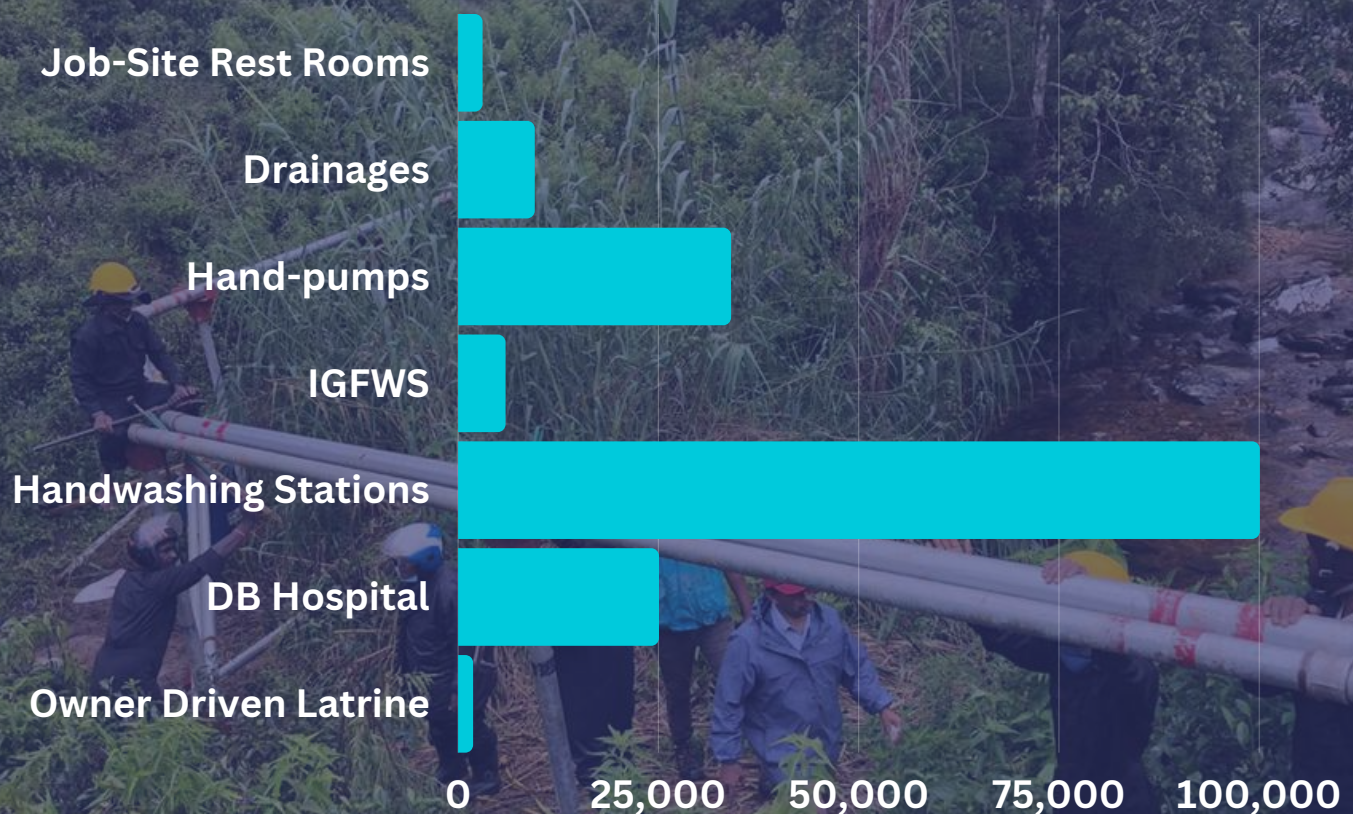 Job-Site Rest Rooms
Drainages
Hand-pumps
IGFWS
Handwashing Stations
DB Hospital
Owner Driven Latrine
0 25,000 50,000 75,000 100,000